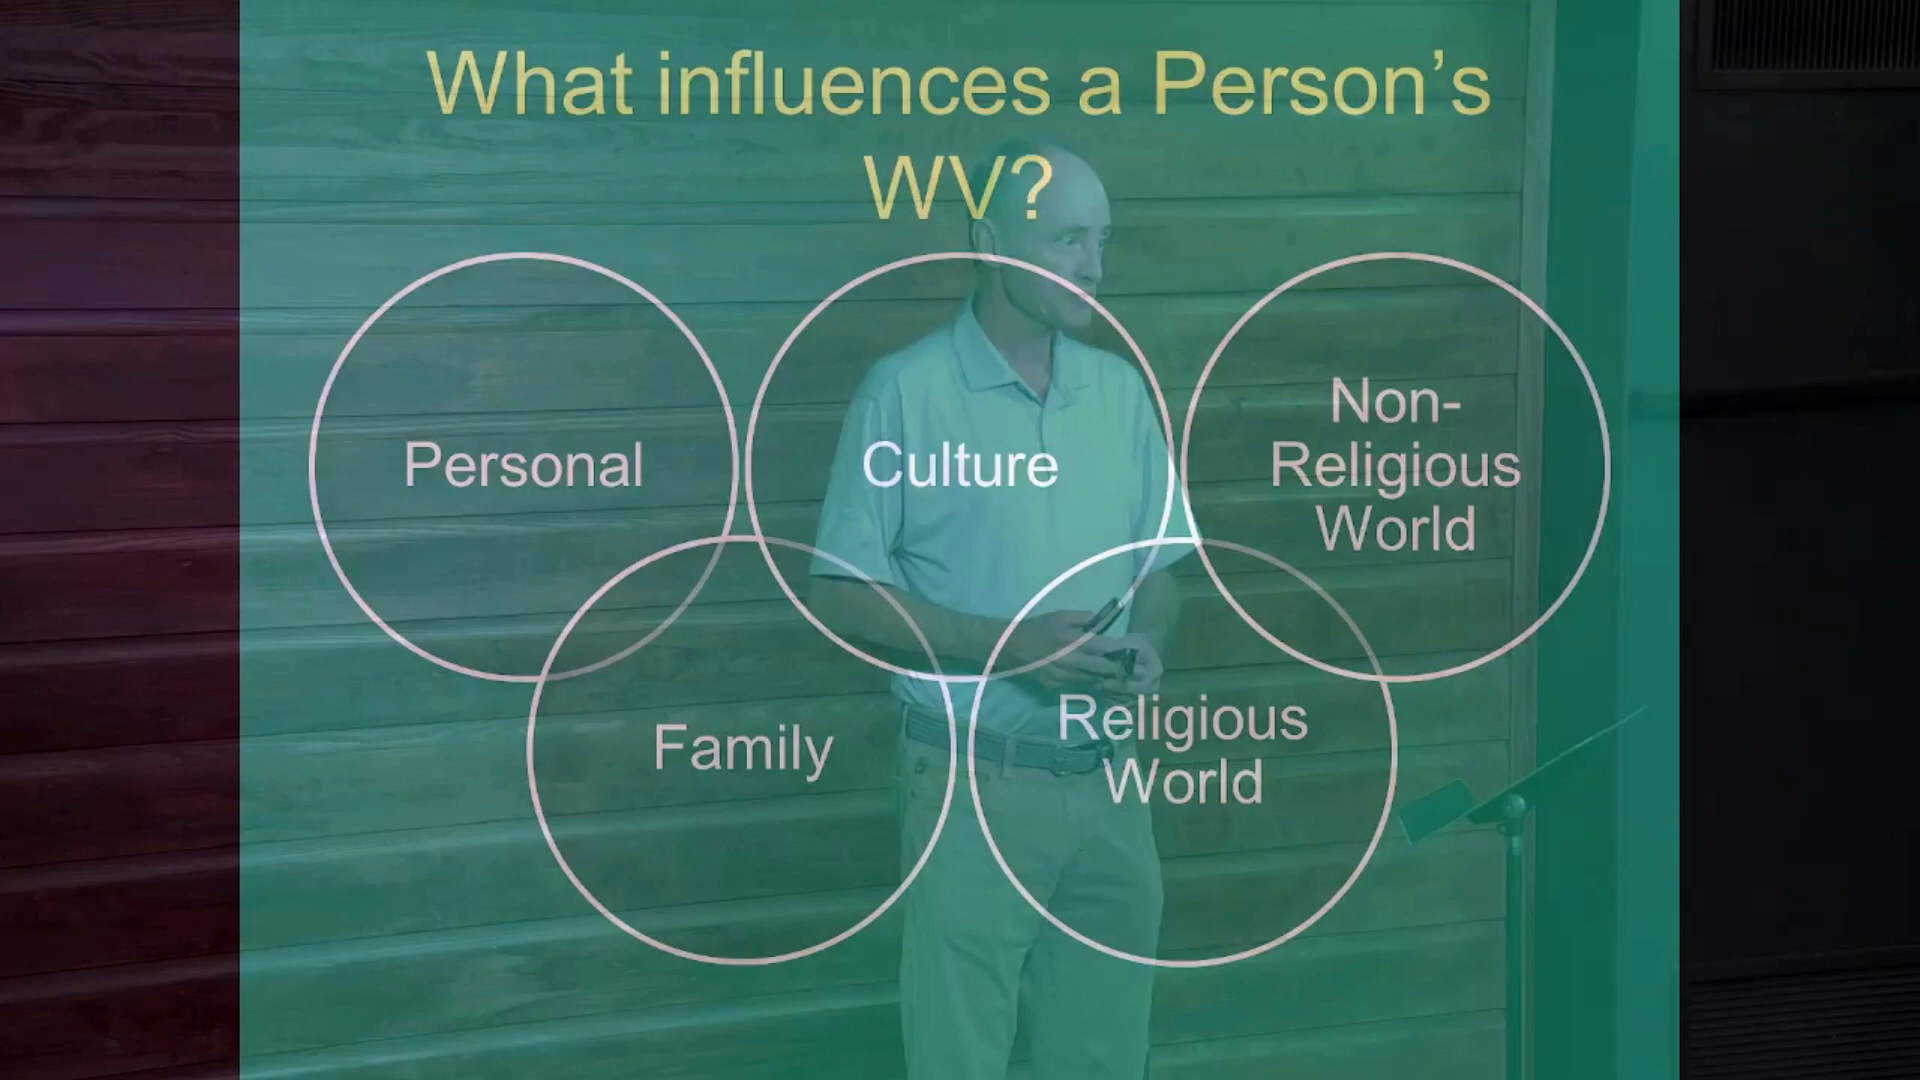 What influences a Person's
WV?
Personal
Culture
Non-
Religious
World
Family
Religious
World